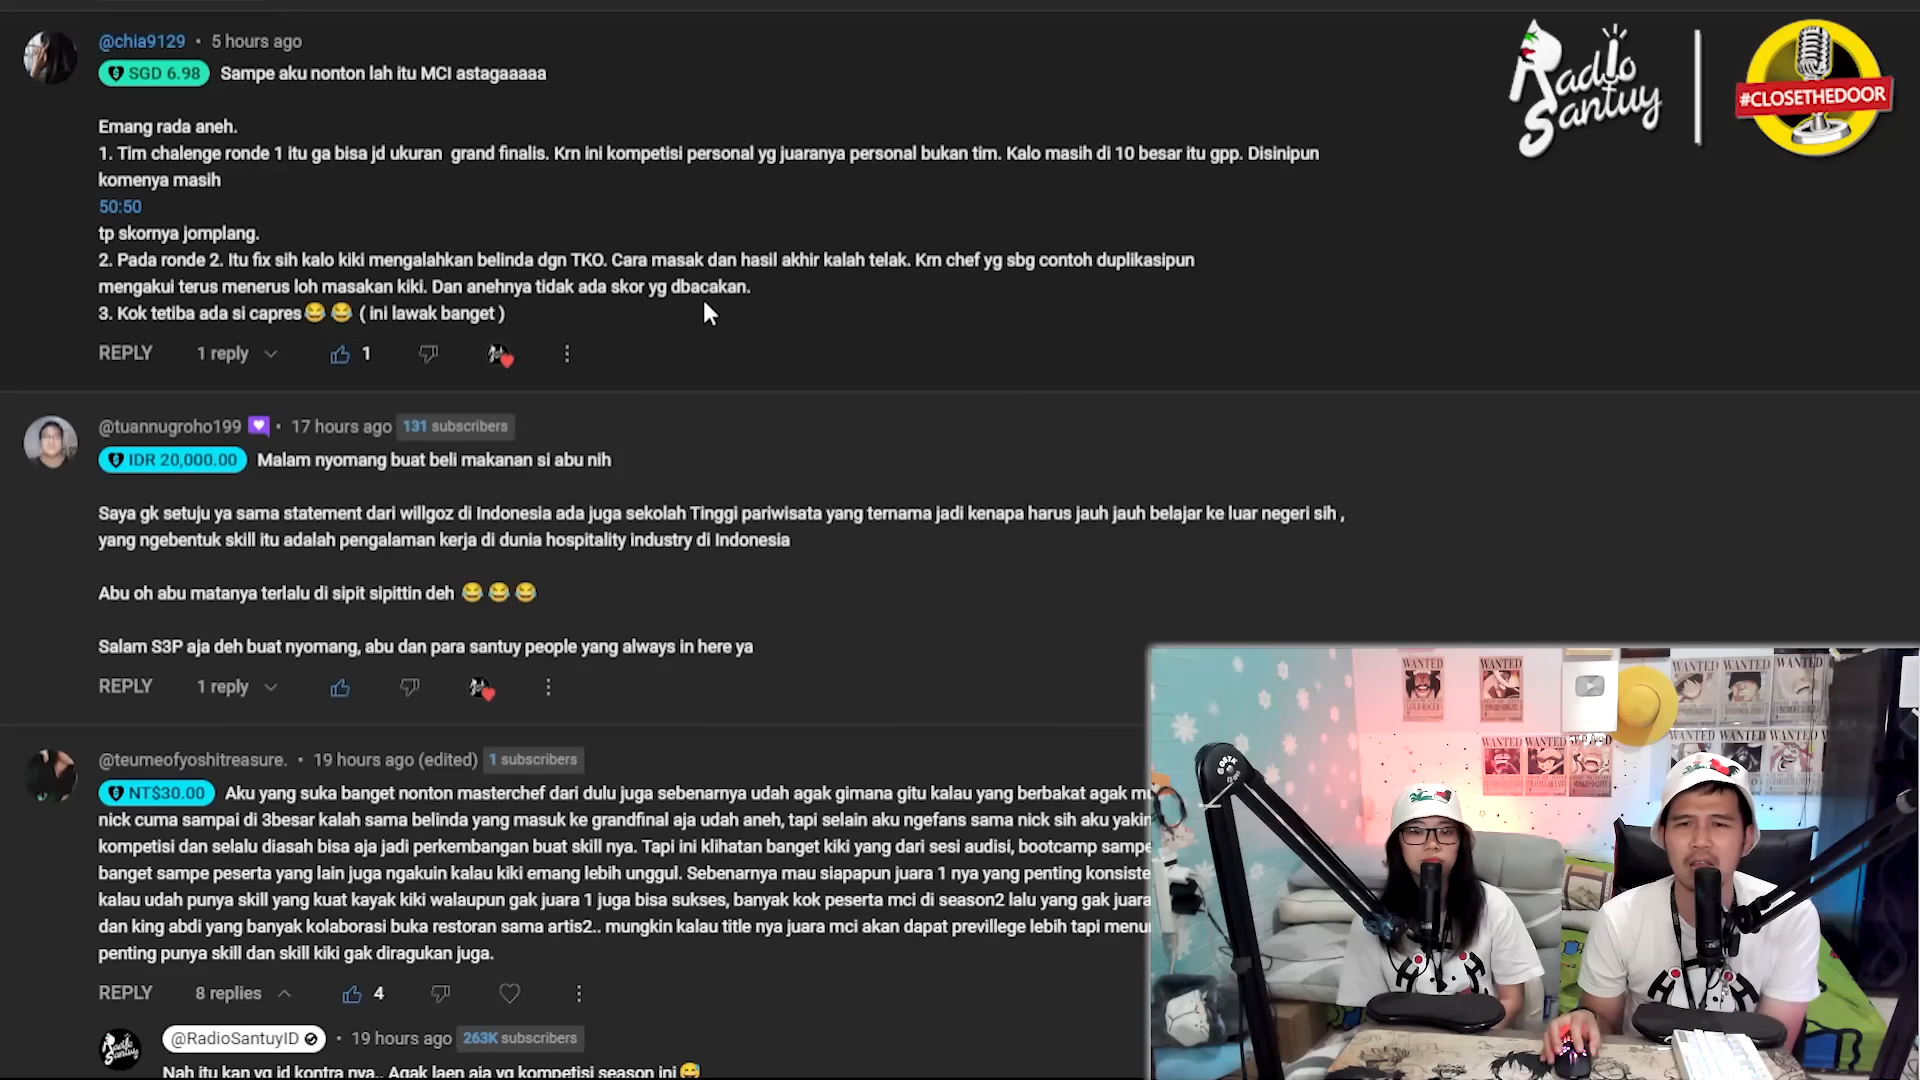 @chia9129 • 5 hours ago
SGD 6.98 Sampe aku nonton lah itu MCI astagaaaaa
Emang rada aneh.
1. Tim chalenge ronde 1 itu ga bisa jd ukuran grand finalis. Krn ini kompetisi personal yg juaranya personal bukan tim. Kalo masih di 10 besar itu gpp. Disinipun
komenya masih
50:50
tp skornya jomplang.
2. Pada ronde 2. Itu fix sih kalo kiki mengalahkan belinda dgn TKO. Cara masak dan hasil akhir kalah telak. Krn chef yg sbg contoh duplikasipun
mengakui terus menerus loh masakan kiki. Dan anehnya tidak ada skor yg dbacakan.
3. Kok tetiba ada si capres😂 😂 ( ini lawak banget )
REPLY 1 reply 1
Radio
Santuy
#CLOSETHEDOOR
@tuannugroho199 • 17 hours ago 131 subscribers
IDR 20,000.00 Malam nyomang buat beli makanan si abu nih
Saya gk setuju ya sama statement dari willgoz di Indonesia ada juga sekolah Tinggi pariwisata yang ternama jadi kenapa harus jauh jauh belajar ke luar negeri sih ,
yang ngebentuk skill itu adalah pengalaman kerja di dunia hospitality industry di Indonesia
Abu oh abu matanya terlalu di sipit sipittin deh 😂 😂 😂
Salam S3P aja deh buat nyomang, abu dan para santuy people yang always in here ya
REPLY 1 reply
@teumeofyoshitreasure. • 19 hours ago (edited) 1 subscribers
NT$30.00 Aku yang suka banget nonton masterchef dari dulu juga sebenarnya udah agak gimana gitu kalau yang berbakat agak
nick cuma sampai di 3besar kalah sama belinda yang masuk ke grandfinal aja udah aneh, tapi selain aku ngefans sama nick sih aku
kompetisi dan selalu diasah bisa aja jadi perkembangan buat skill nya. Tapi ini klihatan banget kiki yang dari sesi audisi, bootcamp
banget sampe peserta yang lain juga ngakuin kalau kiki emang lebih unggul. Sebenarnya mau siapapun juara 1 nya yang penting
kalau udah punya skill yang kuat kayak kiki walaupun gak juara 1 juga bisa sukses, banyak kok peserta mci di season2 lalu yang gak juara
dan king abdi yang banyak kolaborasi buka restoran sama artis2.. mungkin kalau title nya juara mci akan dapat previllege lebih tapi
penting punya skill dan skill kiki gak diragukan juga.
REPLY 8 replies 4
@RadioSantuyID • 19 hours ago 263K subscribers
Nah itu kan yg jd kontra nya.. Agak laen aja yg kompetisi season ini😅
WANTED WANTED WANTED WANTED WANTED
GOLD ROGER
WANTED WANTED WANTED
WANTED WANTED WANTED